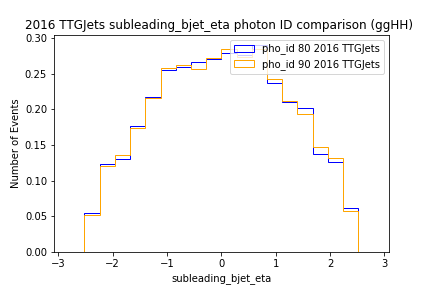 2016 TTGJets subleading_bjet_eta photon ID comparison (ggHH)
0.30
pho_id 80 2016 TTGJets
pho_id 90 2016 TTGJets
0.25
0.20
Number of Events
0.15
0.10
0.05
0.00
−3 −2 −1 0 1 2 3
subleading_bjet_eta